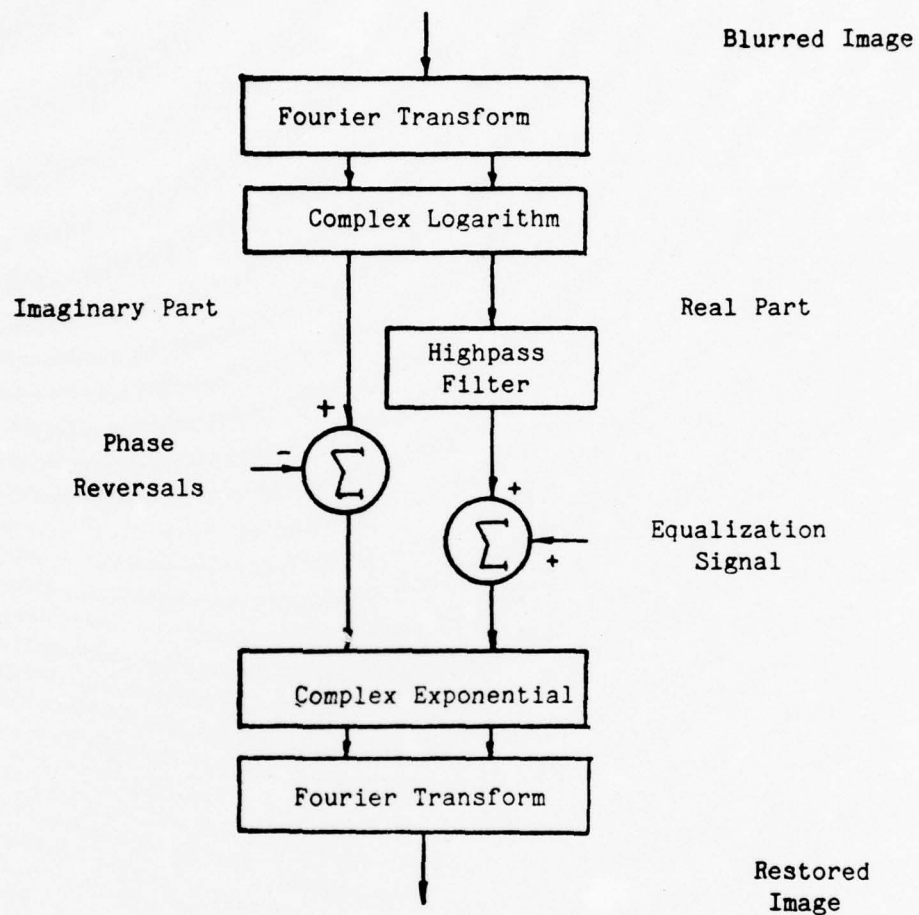 Blurred Image
Fourier Transform
Complex Logarithm
Imaginary Part
Real Part
Highpass
Filter
+
Phase
Reversals
-
Σ
+
Σ
+
Equalization
Signal
Complex Exponential
Fourier Transform
Restored
Image